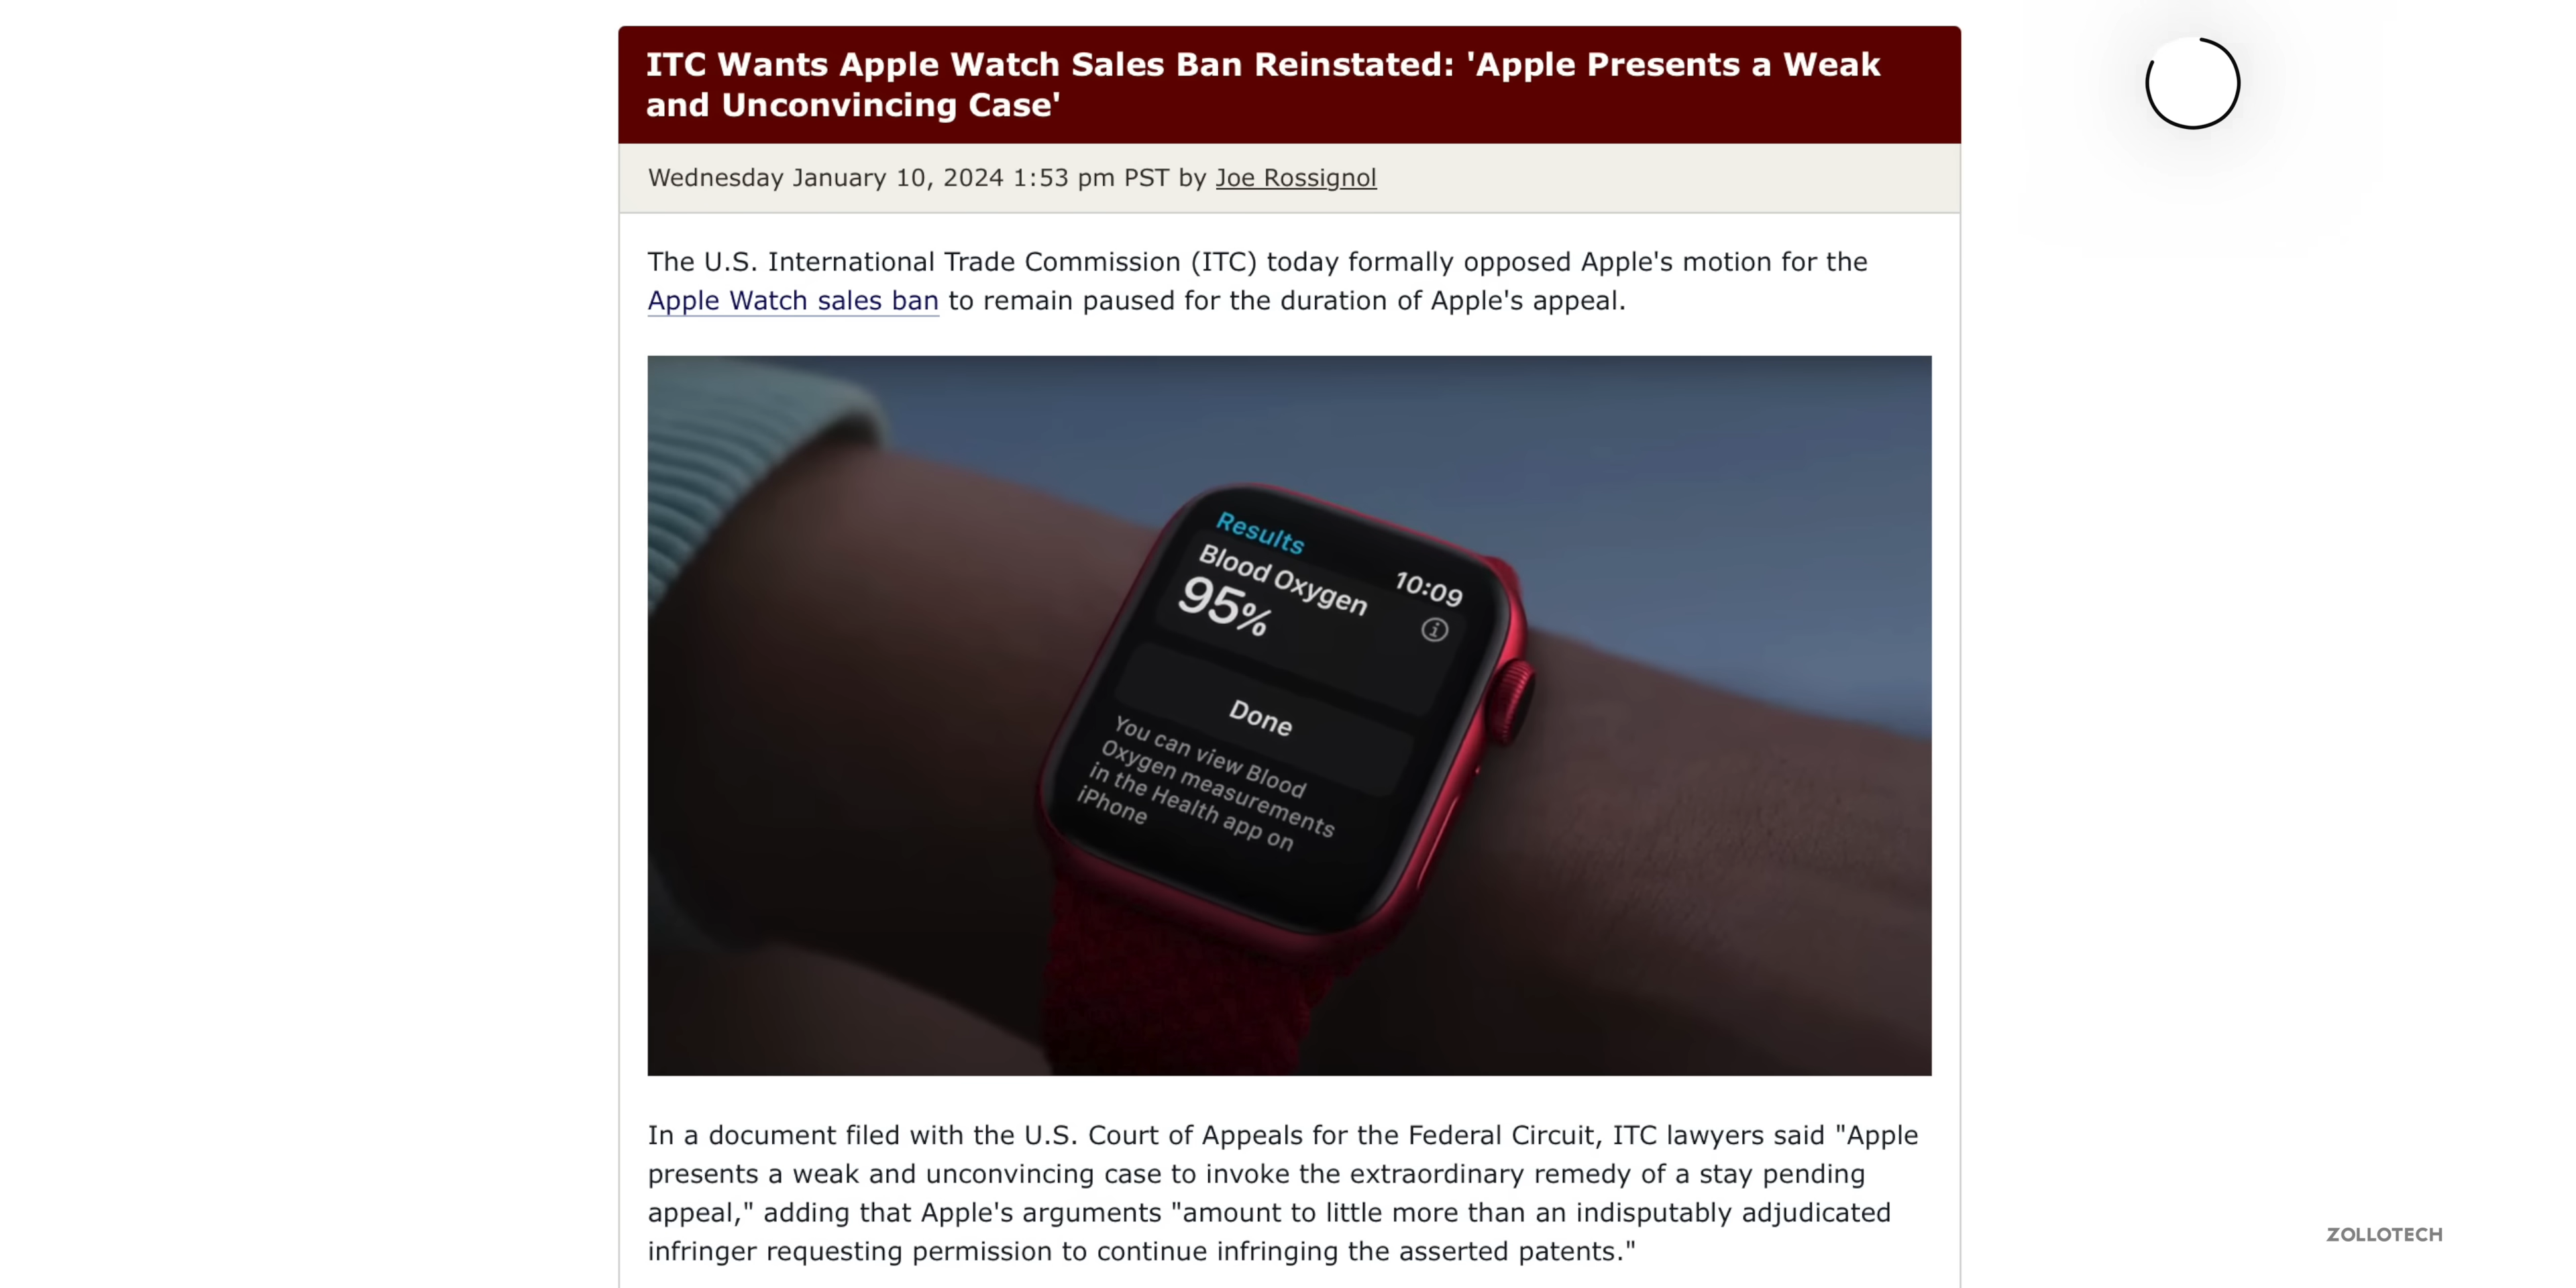 ITC Wants Apple Watch Sales Ban Reinstated: 'Apple Presents a Weak
and Unconvincing Case'
Wednesday January 10, 2024 1:53 pm PST by Joe Rossignol
The U.S. International Trade Commission (ITC) today formally opposed Apple's motion for the
Apple Watch sales ban to remain paused for the duration of Apple's appeal.
Results
10:09
Blood Oxygen
95%
Done
You can view Blood
Oxygen measurements
in the Health app on
iPhone
In a document filed with the U.S. Court of Appeals for the Federal Circuit, ITC lawyers said "Apple
presents a weak and unconvincing case to invoke the extraordinary remedy of a stay pending
appeal," adding that Apple's arguments "amount to little more than an indisputably adjudicated
infringer requesting permission to continue infringing the asserted patents."
ZOLLOTECH